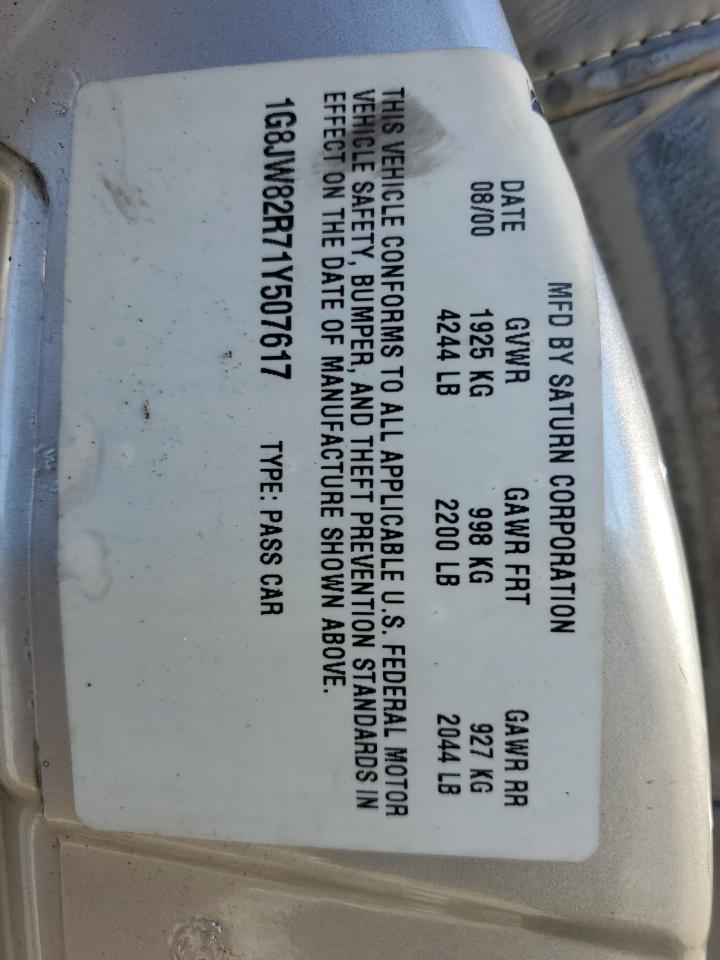 MFD BY SATURN CORPORATION
DATE GVWR GAWR FRT GAWR RR
08/00 1925 KG 998 KG 927 KG
4244 LB 2200 LB 2044 LB
THIS VEHICLE CONFORMS TO ALL APPLICABLE U.S. FEDERAL MOTOR
VEHICLE SAFETY, BUMPER, AND THEFT PREVENTION STANDARDS IN
EFFECT ON THE DATE OF MANUFACTURE SHOWN ABOVE.
1G8JW82R71Y507617 TYPE: PASS CAR